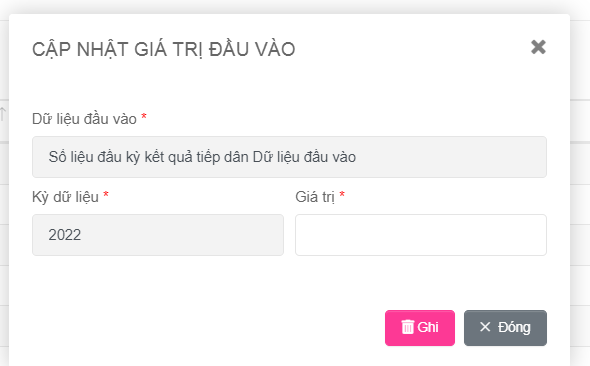 CẬP NHẬT GIÁ TRỊ ĐẦU VÀO
Dữ liệu đầu vào *
Số liệu đầu kỳ kết quả tiếp dân Dữ liệu đầu vào
Kỳ dữ liệu * Giá trị *
2022
Ghi Đóng